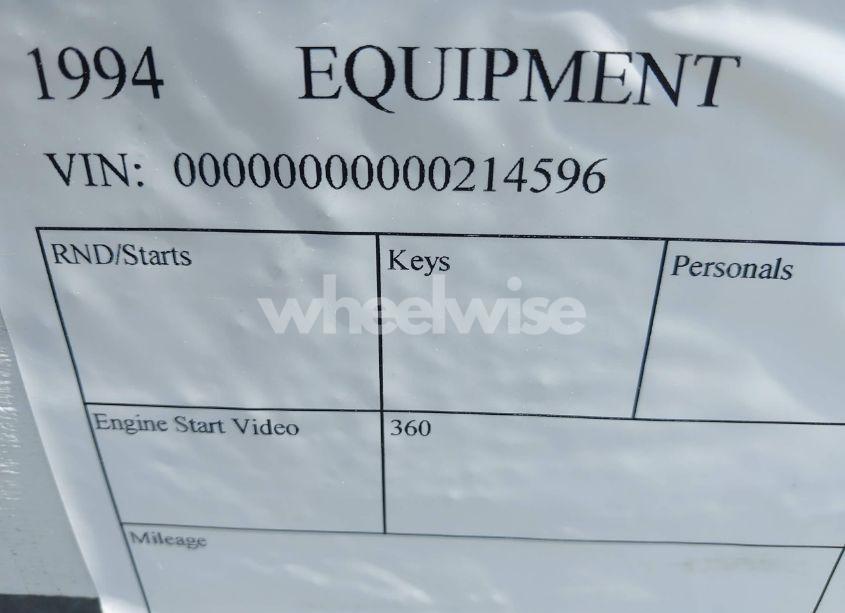 1994 EQUIPMENT
VIN: 00000000000214596
RND/Starts Keys Personals
wheelwise
Engine Start Video 360
Mileage